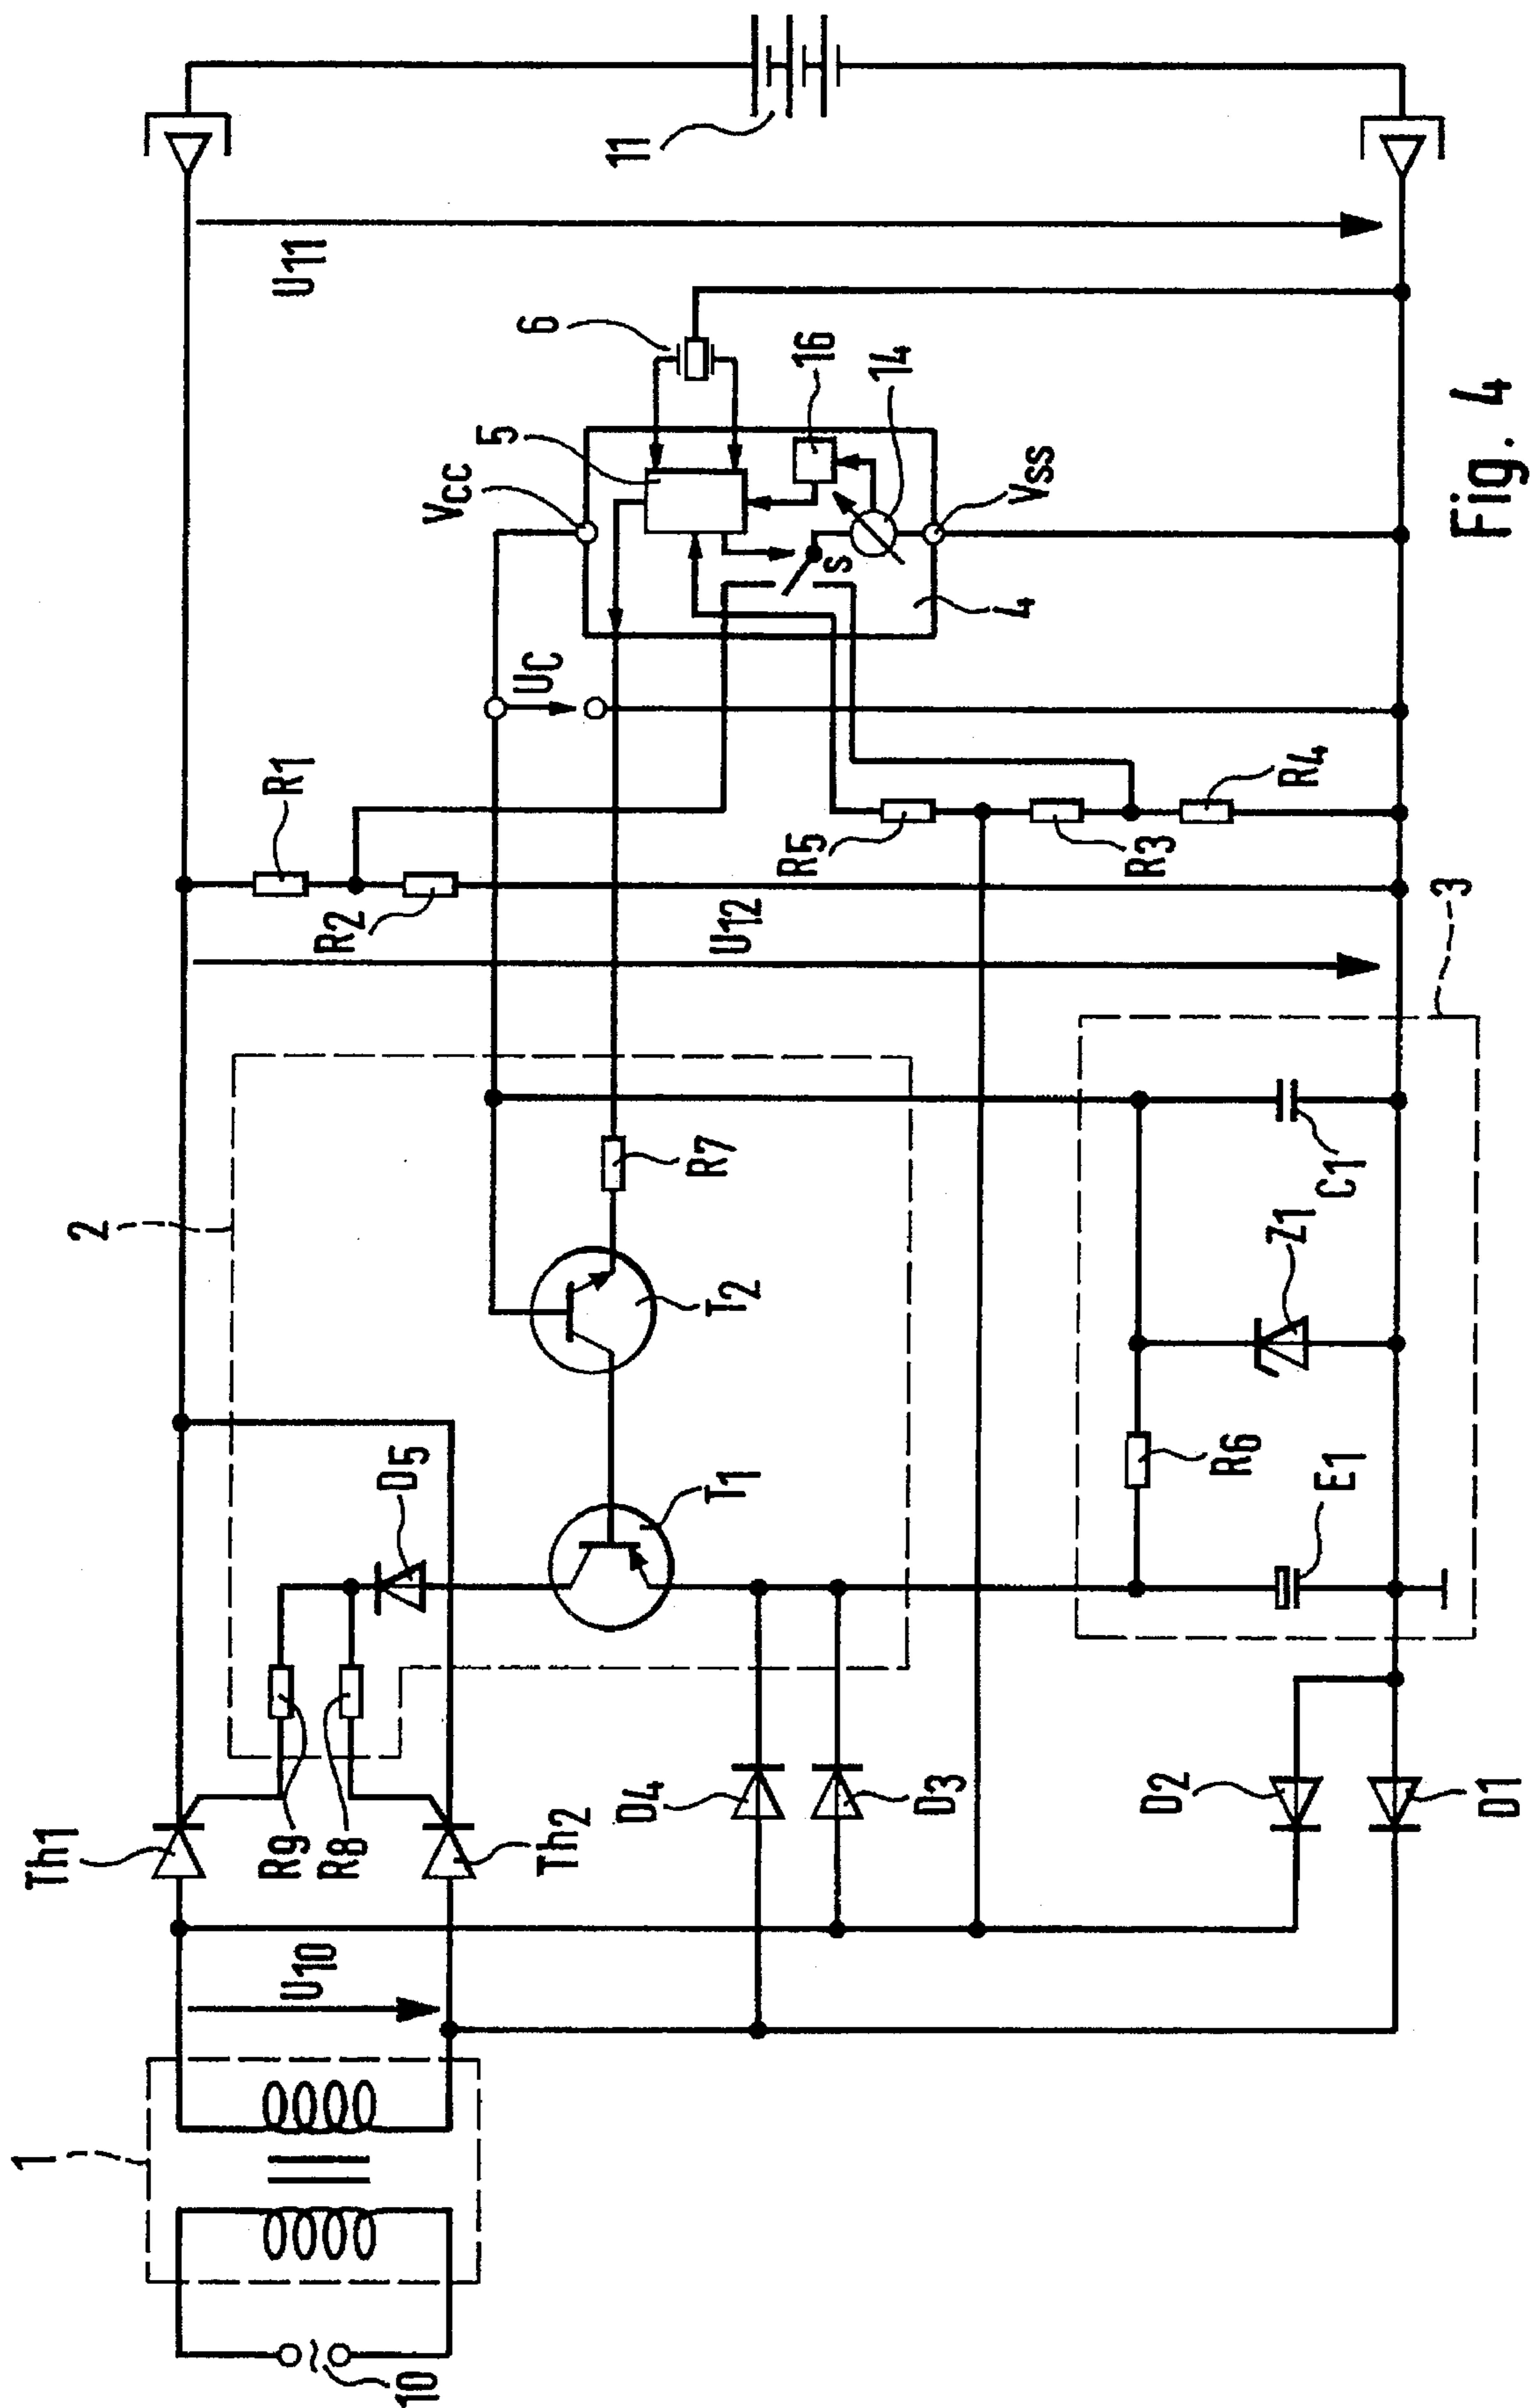 1
10
U10
Th1
Th2
R9
R8
D5
2
T1
T2
R7
D4
D3
D2
D1
E1
R6
Z1
C1
3
U12
R1
R2
R5
R3
R4
UC
VCC
5
6
16
14
S
4
VSS
U11
11
Fig. 4